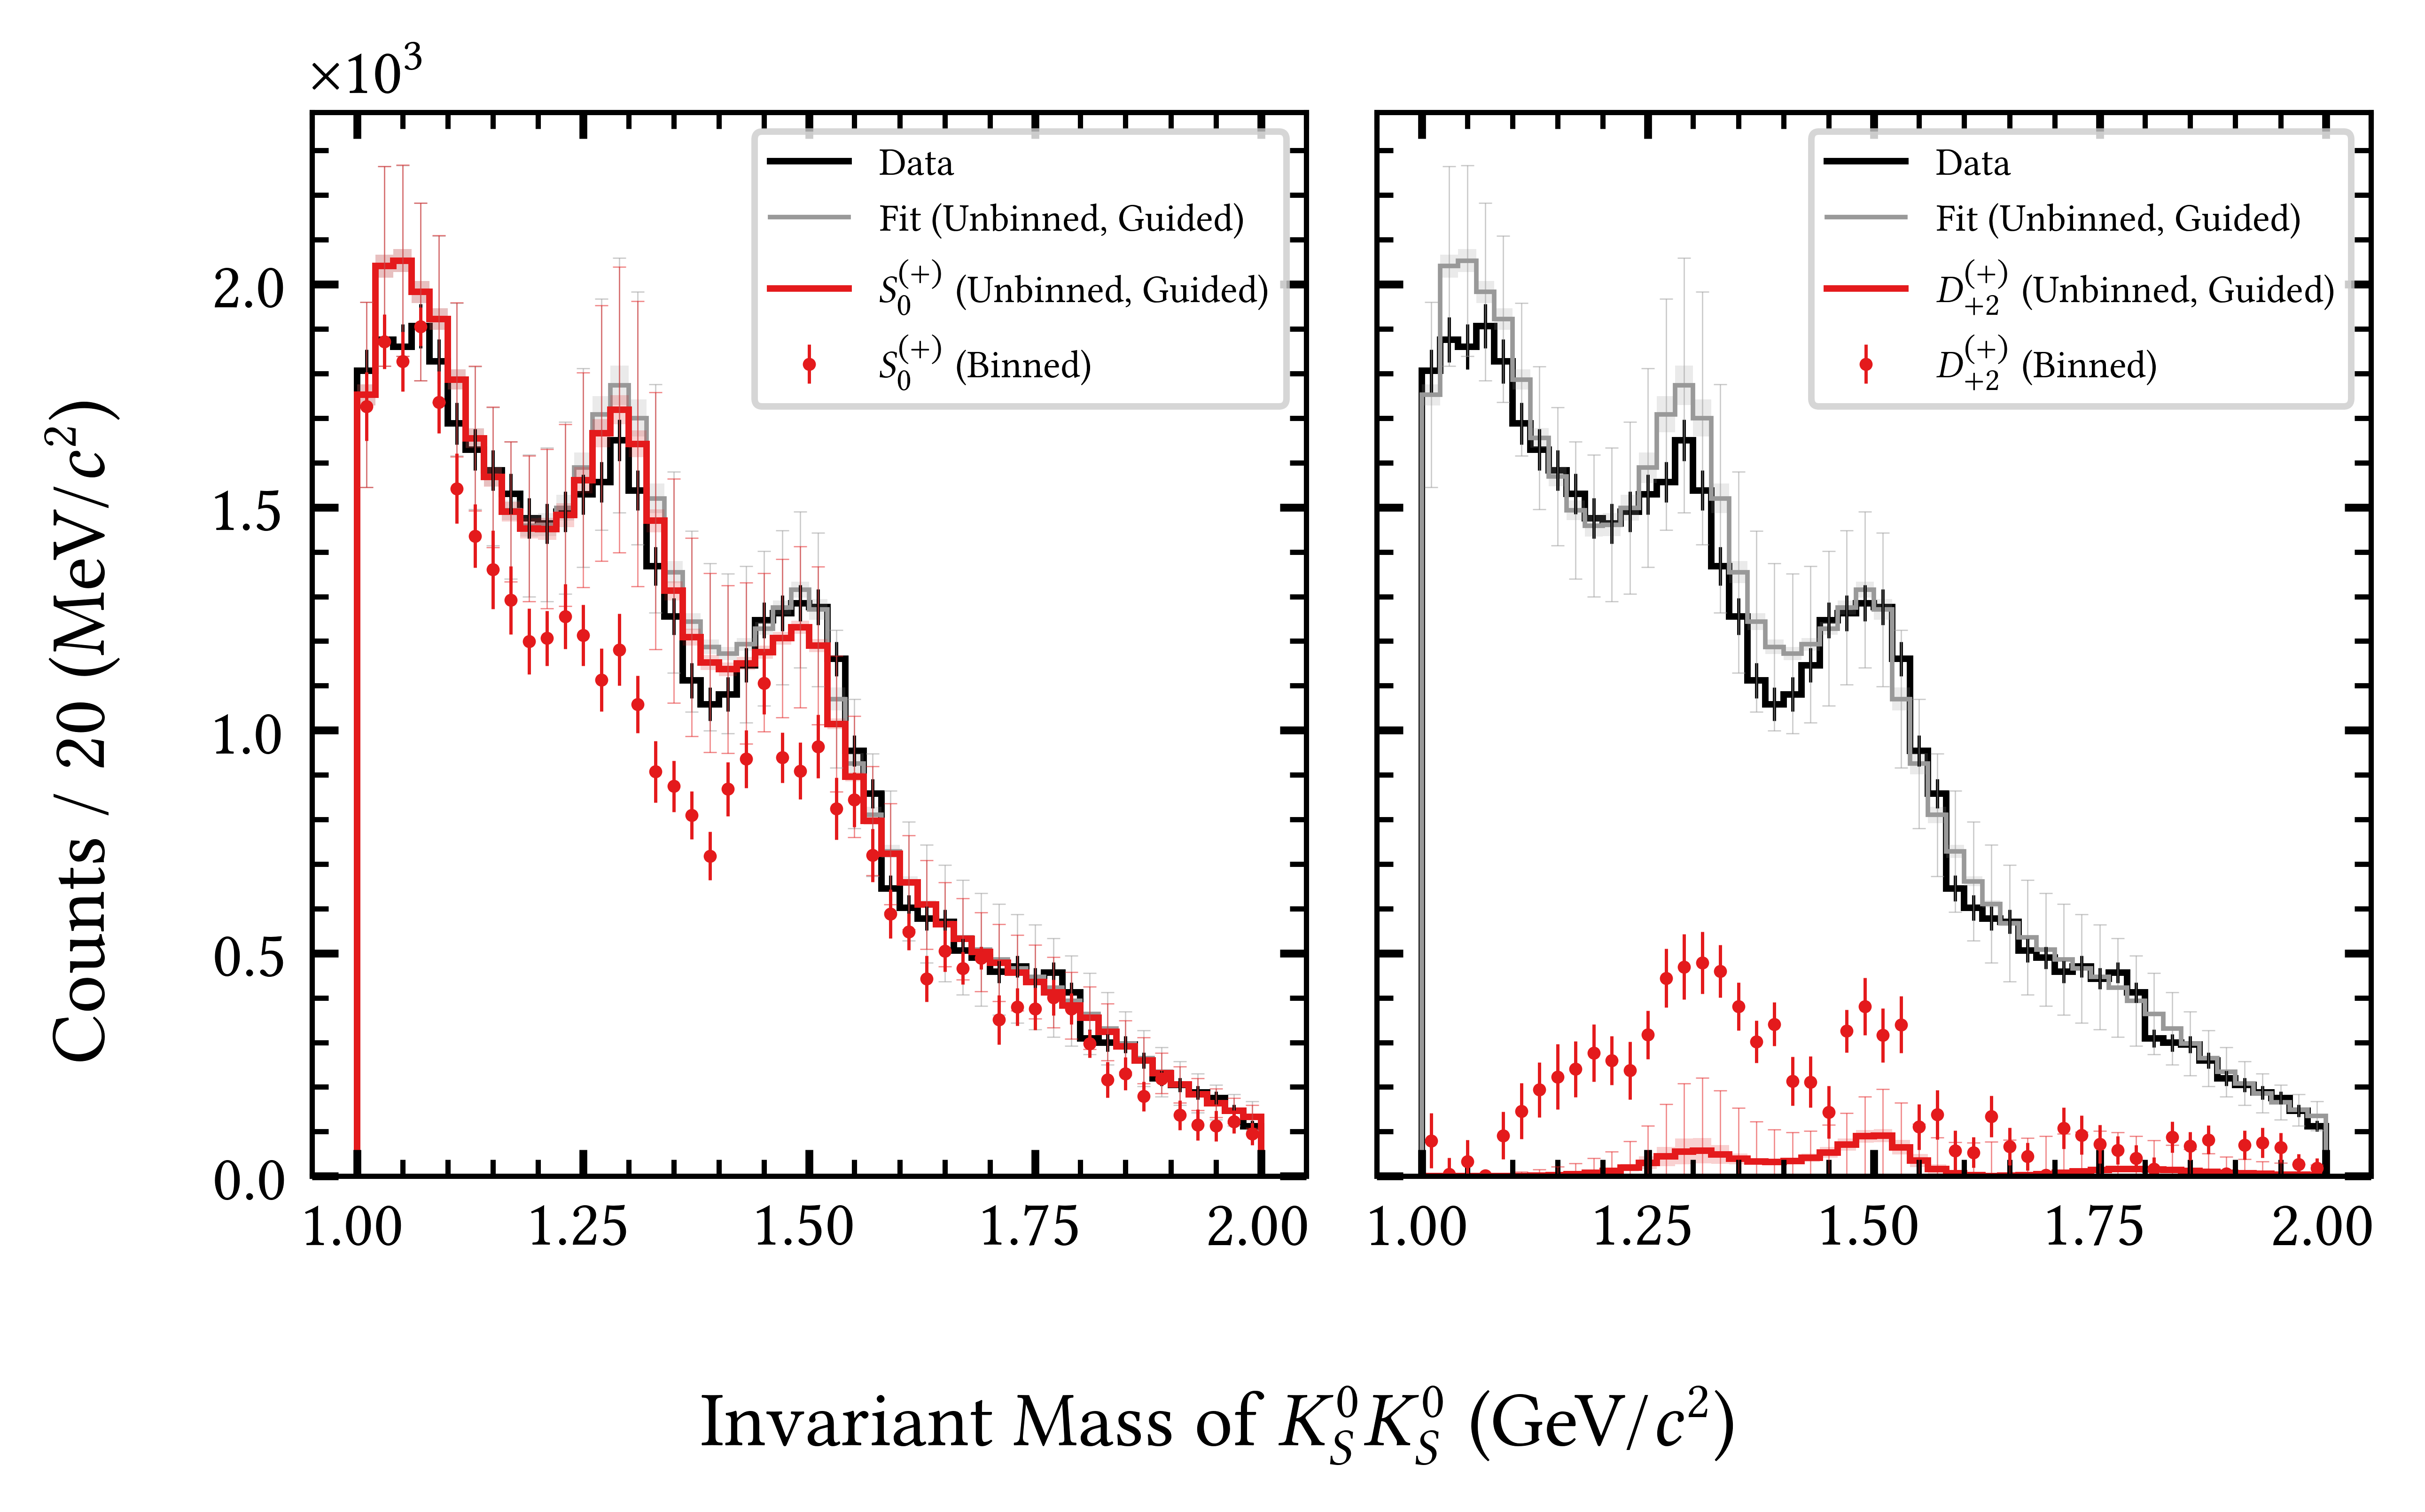 ×10³
Counts / 20 (MeV/c²)
2.0
1.5
1.0
0.5
0.0
Data
Fit (Unbinned, Guided)
S₀⁽⁺⁾ (Unbinned, Guided)
S₀⁽⁺⁾ (Binned)
1.00 1.25 1.50 1.75 2.00
Data
Fit (Unbinned, Guided)
D₊₂⁽⁺⁾ (Unbinned, Guided)
D₊₂⁽⁺⁾ (Binned)
1.00 1.25 1.50 1.75 2.00
Invariant Mass of K⁰_S K⁰_S (GeV/c²)